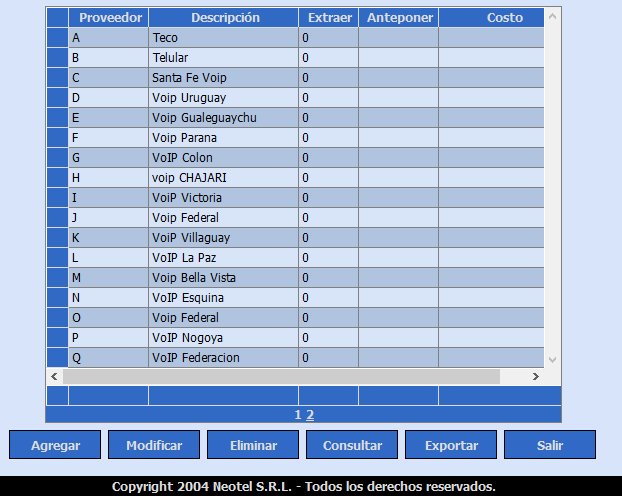 Proveedor Descripción Extraer Anteponer Costo
A Teco 0
B Telular 0
C Santa Fe Voip 0
D Voip Uruguay 0
E Voip Gualeguaychu 0
F Voip Parana 0
G VoIP Colon 0
H voip CHAJARI 0
I VoiP Victoria 0
J Voip Federal 0
K VoiP Villaguay 0
L VoIP La Paz 0
M Voip Bella Vista 0
N VoIP Esquina 0
O Voip Federal 0
P VoIP Nogoya 0
Q VoIP Federacion 0
1 2
Agregar Modificar Eliminar Consultar Exportar Salir
Copyright 2004 Neotel S.R.L. - Todos los derechos reservados.